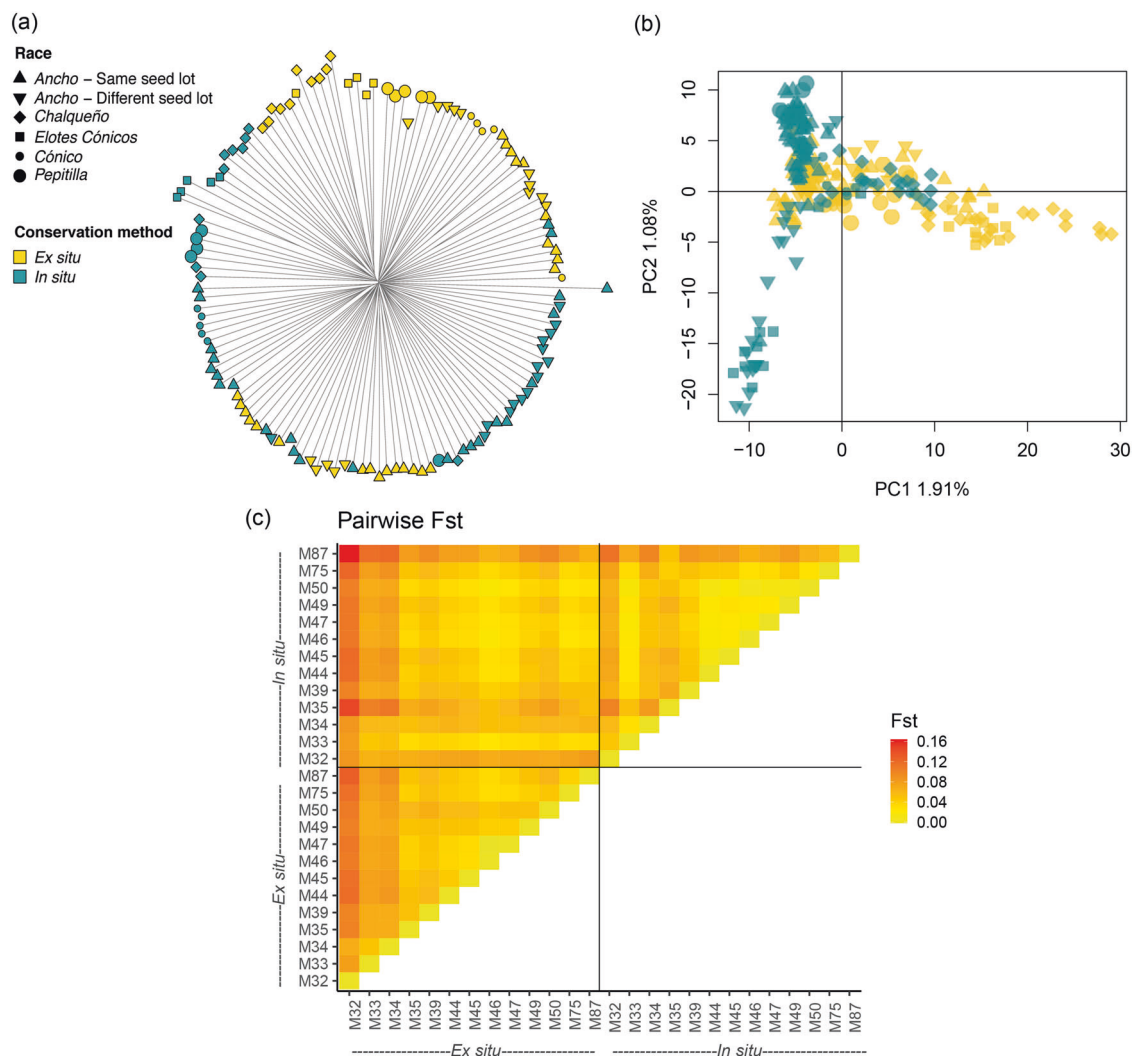 (a)
Race
Ancho – Same seed lot
Ancho – Different seed lot
Chalqueño
Elotes Cónicos
Cónico
Pepitilla
Conservation method
Ex situ
In situ
(b)
PC2 1.08%
10
5
0
−5
−10
−15
−20
−10
0
10
20
30
PC1 1.91%
(c)
Pairwise Fst
In situ
M87
M75
M50
M49
M47
M46
M45
M44
M39
M35
M34
M33
M32
Ex situ
M87
M75
M50
M49
M47
M46
M45
M44
M39
M35
M34
M33
M32
M32
M33
M34
M35
M39
M44
M45
M46
M47
M49
M50
M75
M87
M32
M33
M34
M35
M39
M44
M45
M46
M47
M49
M50
M75
M87
Ex situ
In situ
Fst
0.16
0.12
0.08
0.04
0.00